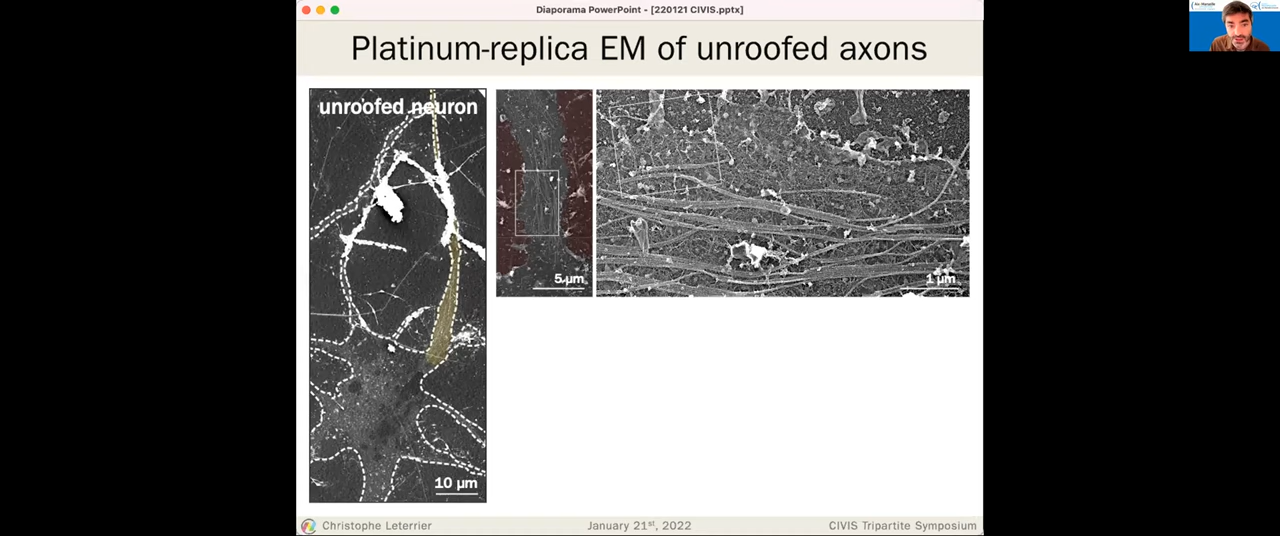 Diaporama PowerPoint - [220121 CIVIS.pptx]
Platinum-replica EM of unroofed axons
unroofed neuron
10 µm
5 µm
1 µm
Christophe Leterrier
January 21st, 2022
CIVIS Tripartite Symposium